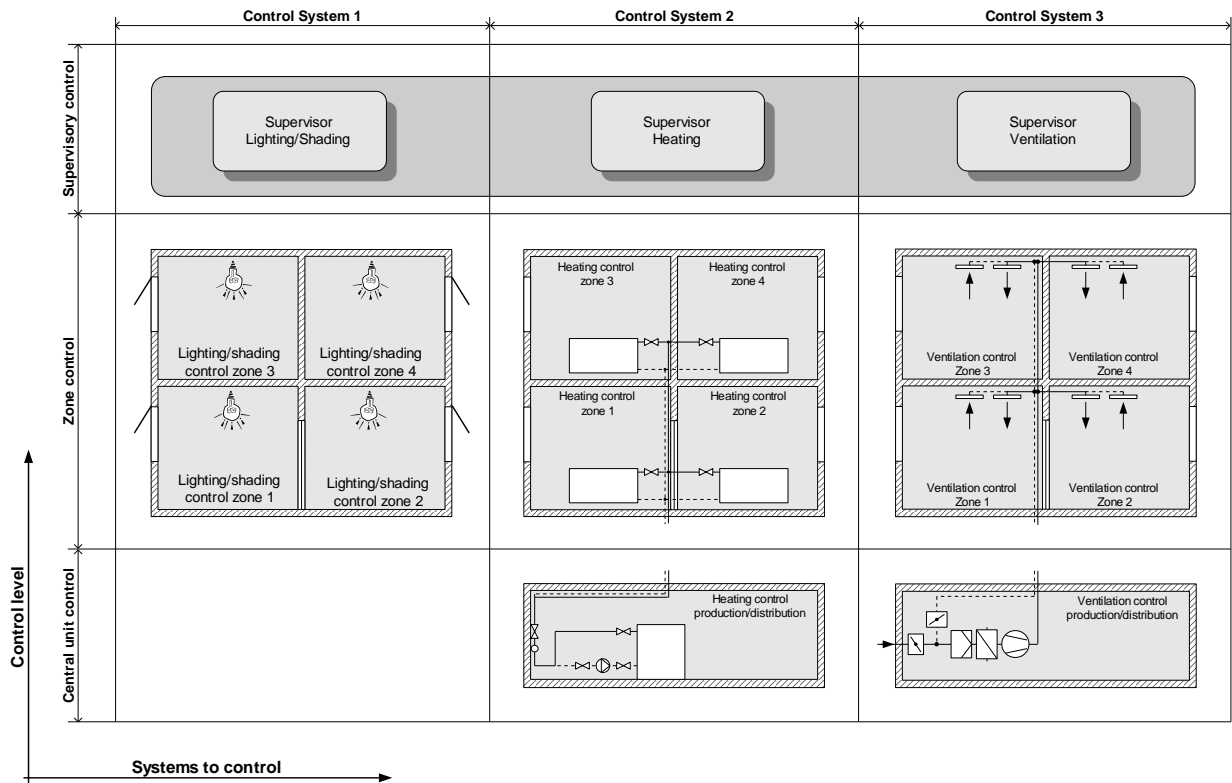 Control System 1
Control System 2
Control System 3
Supervisory control
Supervisor
Lighting/Shading
Supervisor
Heating
Supervisor
Ventilation
Zone control
Lighting/shading
control zone 3
Lighting/shading
control zone 4
Lighting/shading
control zone 1
Lighting/shading
control zone 2
Heating control
zone 3
Heating control
zone 4
Heating control
zone 1
Heating control
zone 2
Ventilation control
Zone 3
Ventilation control
Zone 4
Ventilation control
Zone 1
Ventilation control
Zone 2
Central unit control
Heating control
production/distribution
Ventilation control
production/distribution
Control level
Systems to control